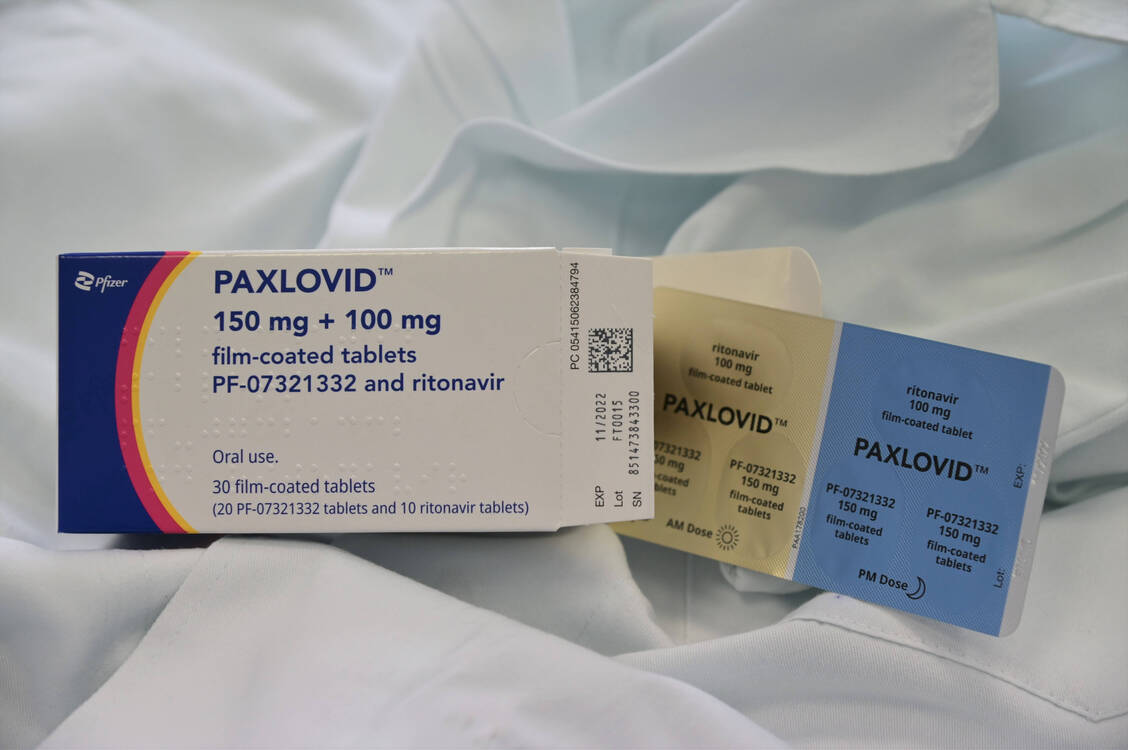 Pfizer
PAXLOVID™
150 mg + 100 mg
film-coated tablets
PF-07321332 and ritonavir
Oral use.
30 film-coated tablets
(20 PF-07321332 tablets and 10 ritonavir tablets)
PC 05415062384794
EXP 11/2022
Lot FT0015
SN 851473843300
ritonavir
100 mg
film-coated tablet
PAXLOVID™
PF-07321332
150 mg
film-coated
tablets
AM Dose
PAA178200
ritonavir
100 mg
film-coated tablet
PAXLOVID™
PF-07321332
150 mg
film-coated
tablets
PF-07321332
150 mg
film-coated
tablets
PM Dose
EXP:
Lot: